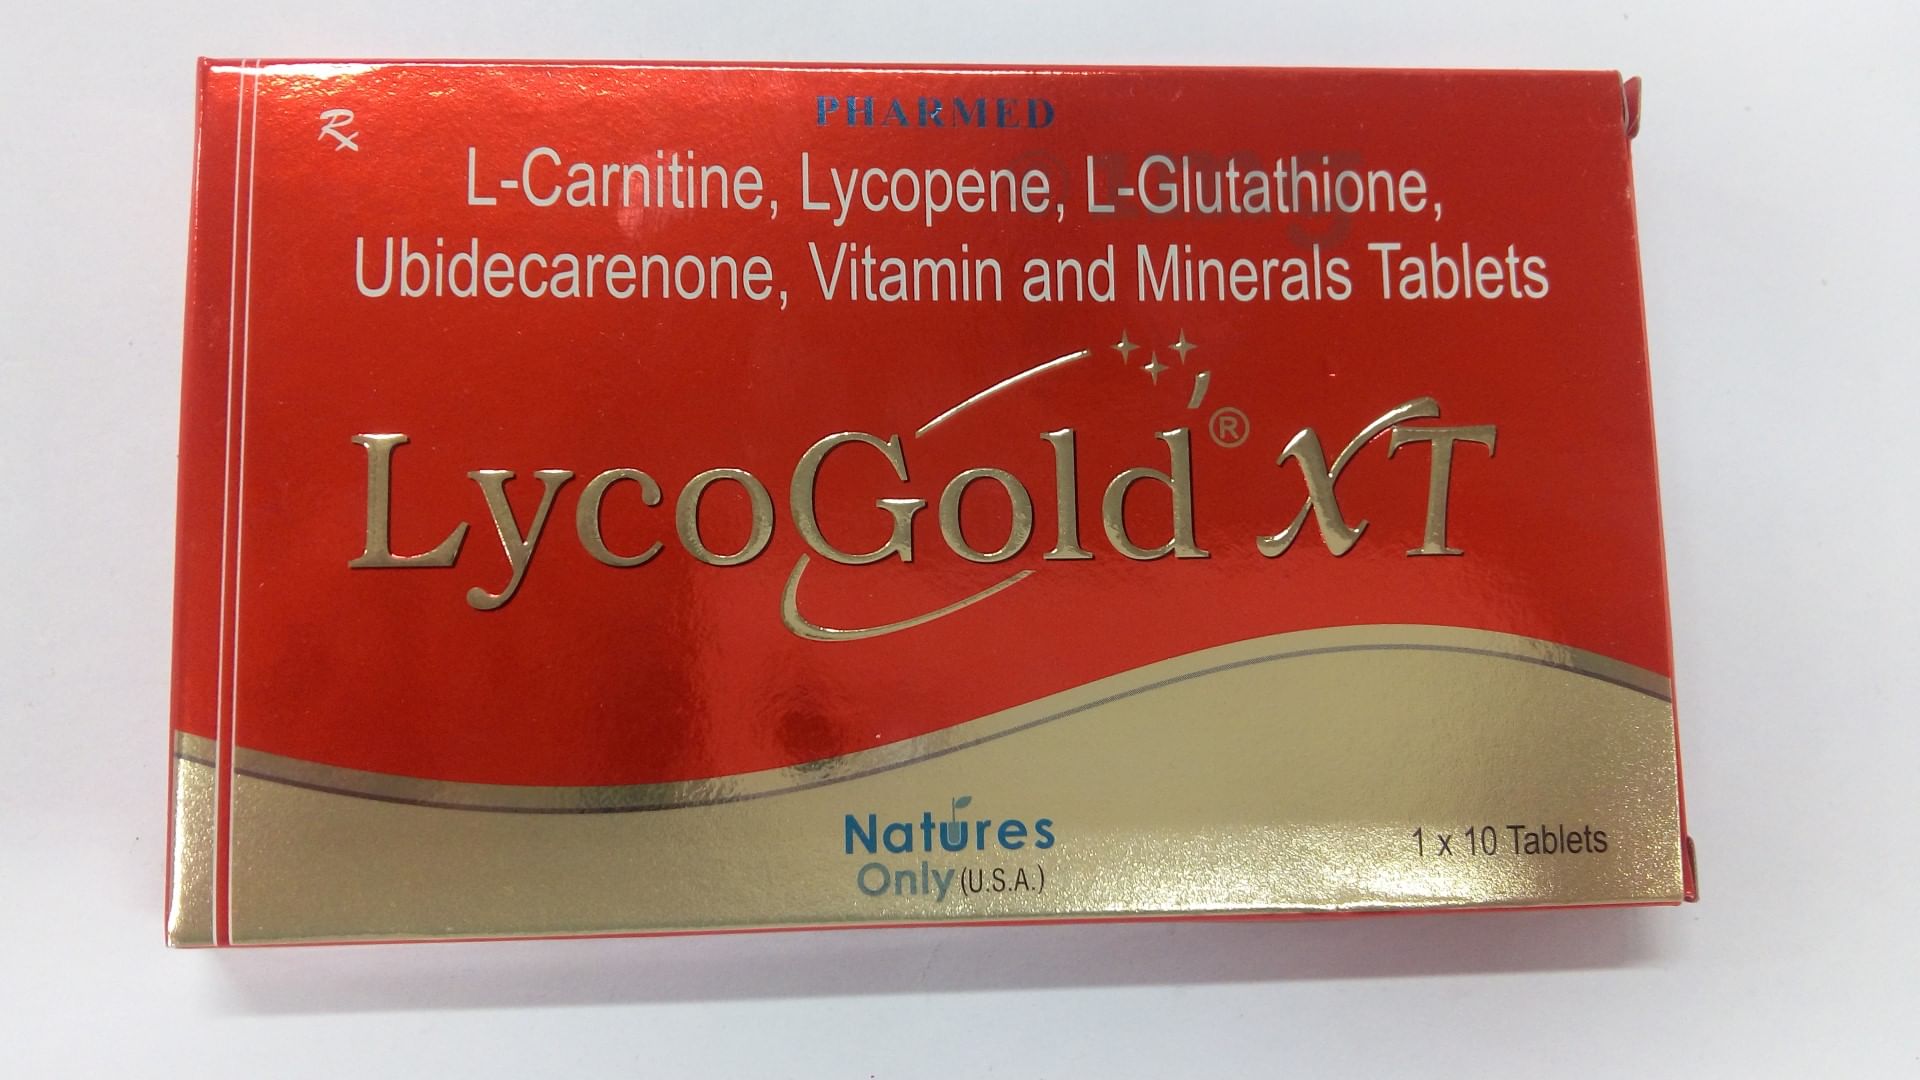 Rx
PHARMED
L-Carnitine, Lycopene, L-Glutathione,
Ubidecarenone, Vitamin and Minerals Tablets
LycoGold® XT
Natures
Only (U.S.A.)
1 x 10 Tablets